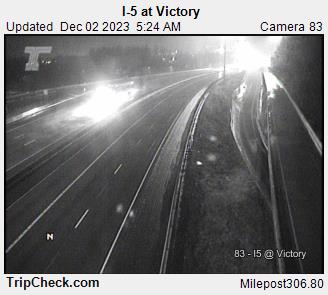 I-5 at Victory
Updated Dec 02 2023 5:24 AM Camera 83
T
N
83 - I5 @ Victory
TripCheck.com Milepost306.80